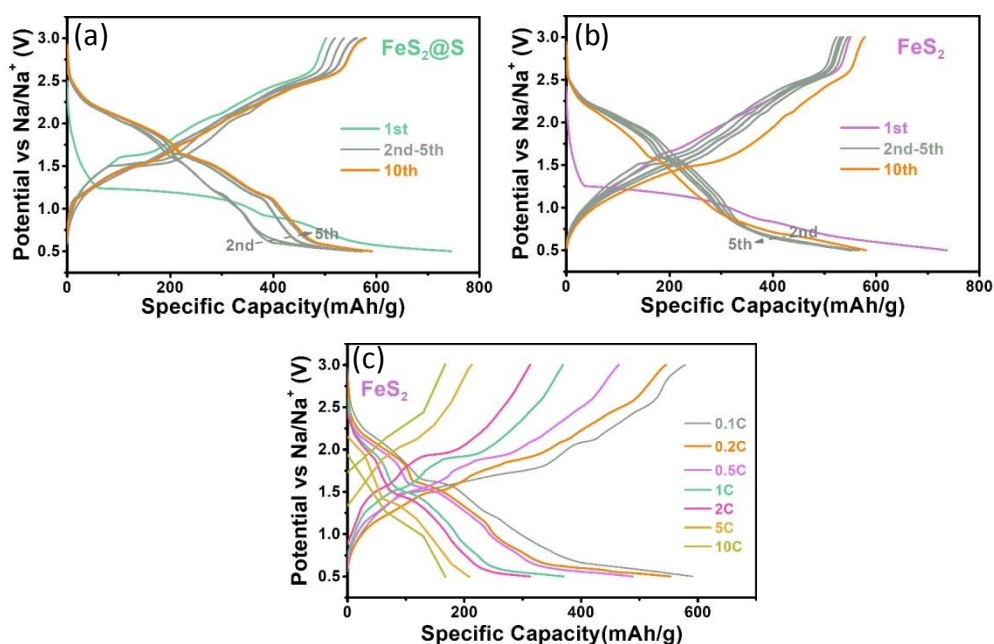 (a)
FeS₂@S
Potential vs Na/Na⁺ (V)
3.0
2.5
2.0
1.5
1.0
0.5
1st
2nd-5th
10th
2nd
5th
0
200
400
600
800
Specific Capacity(mAh/g)
(b)
FeS₂
Potential vs Na/Na⁺ (V)
3.0
2.5
2.0
1.5
1.0
0.5
1st
2nd-5th
10th
5th
2nd
0
200
400
600
800
Specific Capacity(mAh/g)
(c)
FeS₂
Potential vs Na/Na⁺ (V)
3.0
2.5
2.0
1.5
1.0
0.5
0.1C
0.2C
0.5C
1C
2C
5C
10C
0
200
400
600
Specific Capacity(mAh/g)